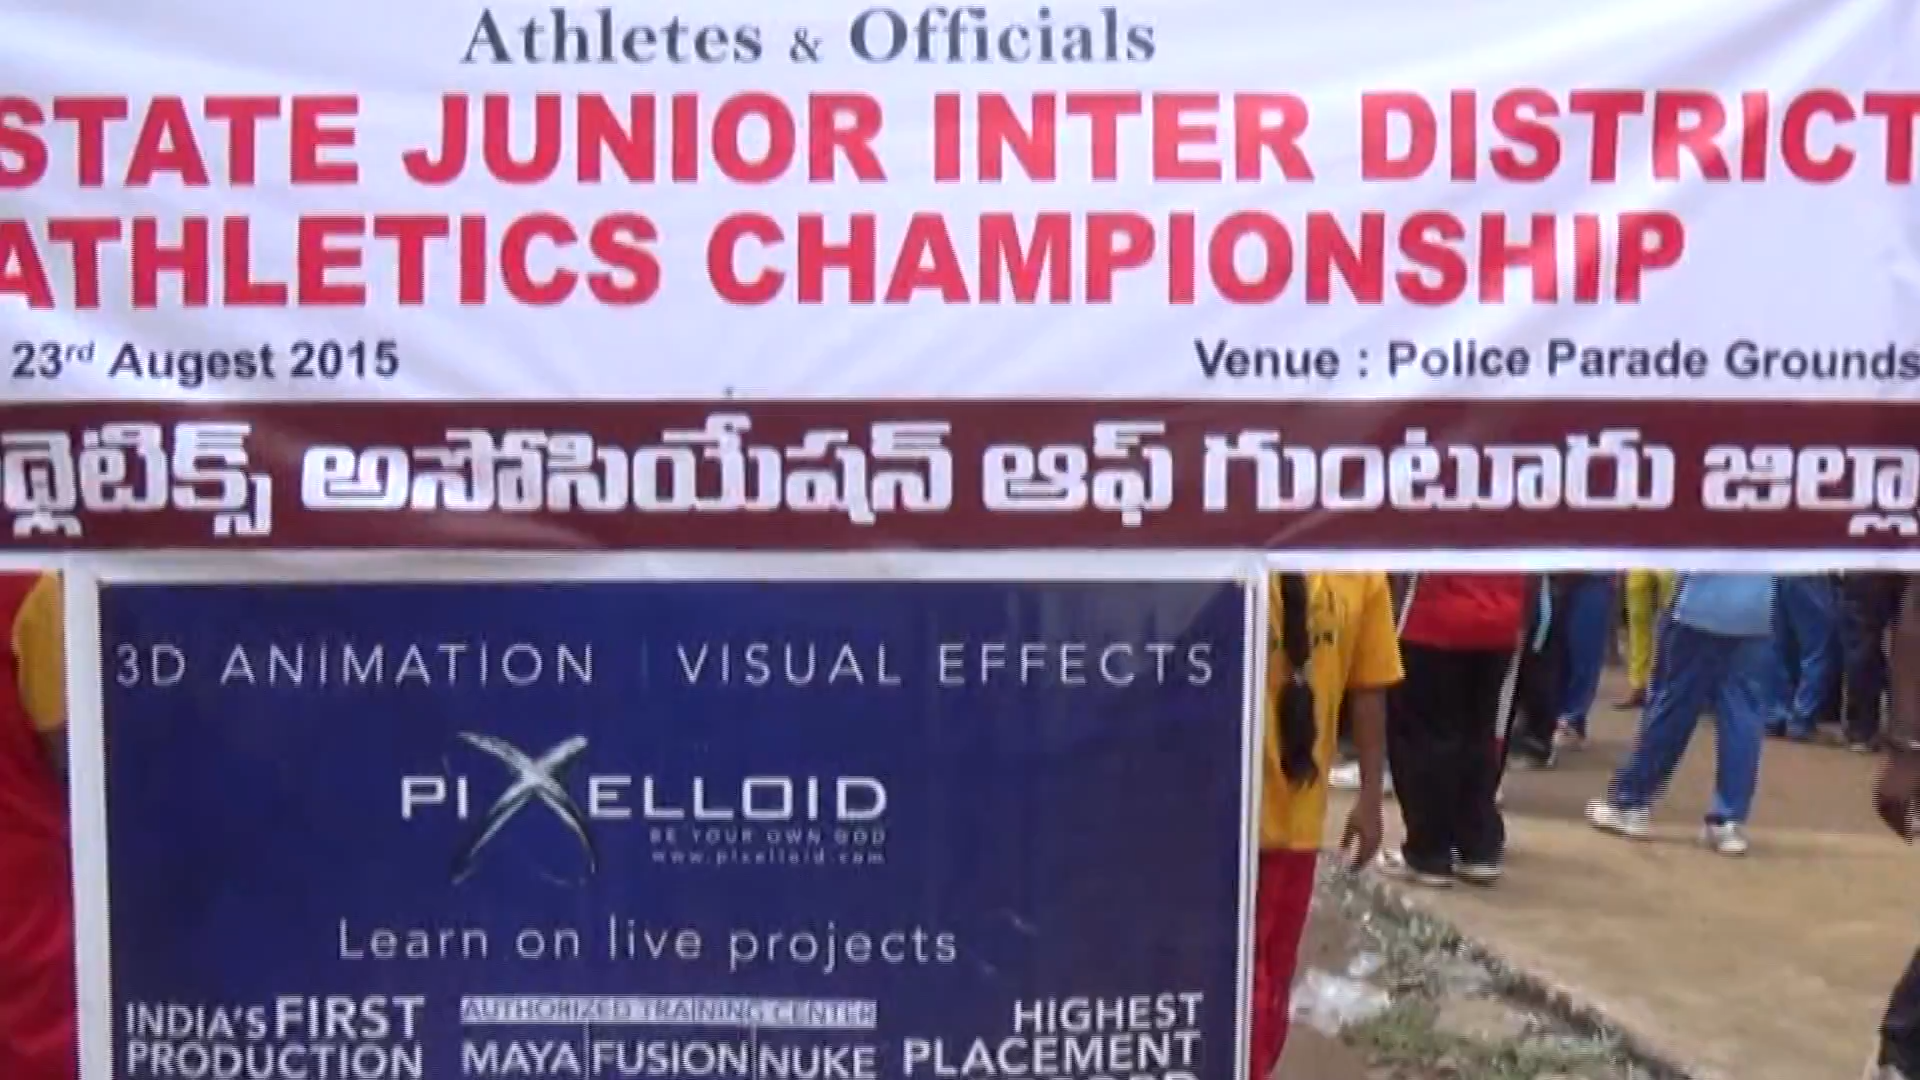 Athletes & Officials
STATE JUNIOR INTER DISTRICT
ATHLETICS CHAMPIONSHIP
23rd Augest 2015 Venue : Police Parade Grounds
థ్లెటిక్స్ అసోసియేషన్ ఆఫ్ గుంటూరు జిల్లా
3D ANIMATION | VISUAL EFFECTS
PIXELLOID
BE YOUR OWN GOD
www.pixelloid.com
Learn on live projects
INDIA'S FIRST
PRODUCTION
AUTHORIZED TRAINING CENTER
MAYA FUSION NUKE
HIGHEST
PLACEMENT